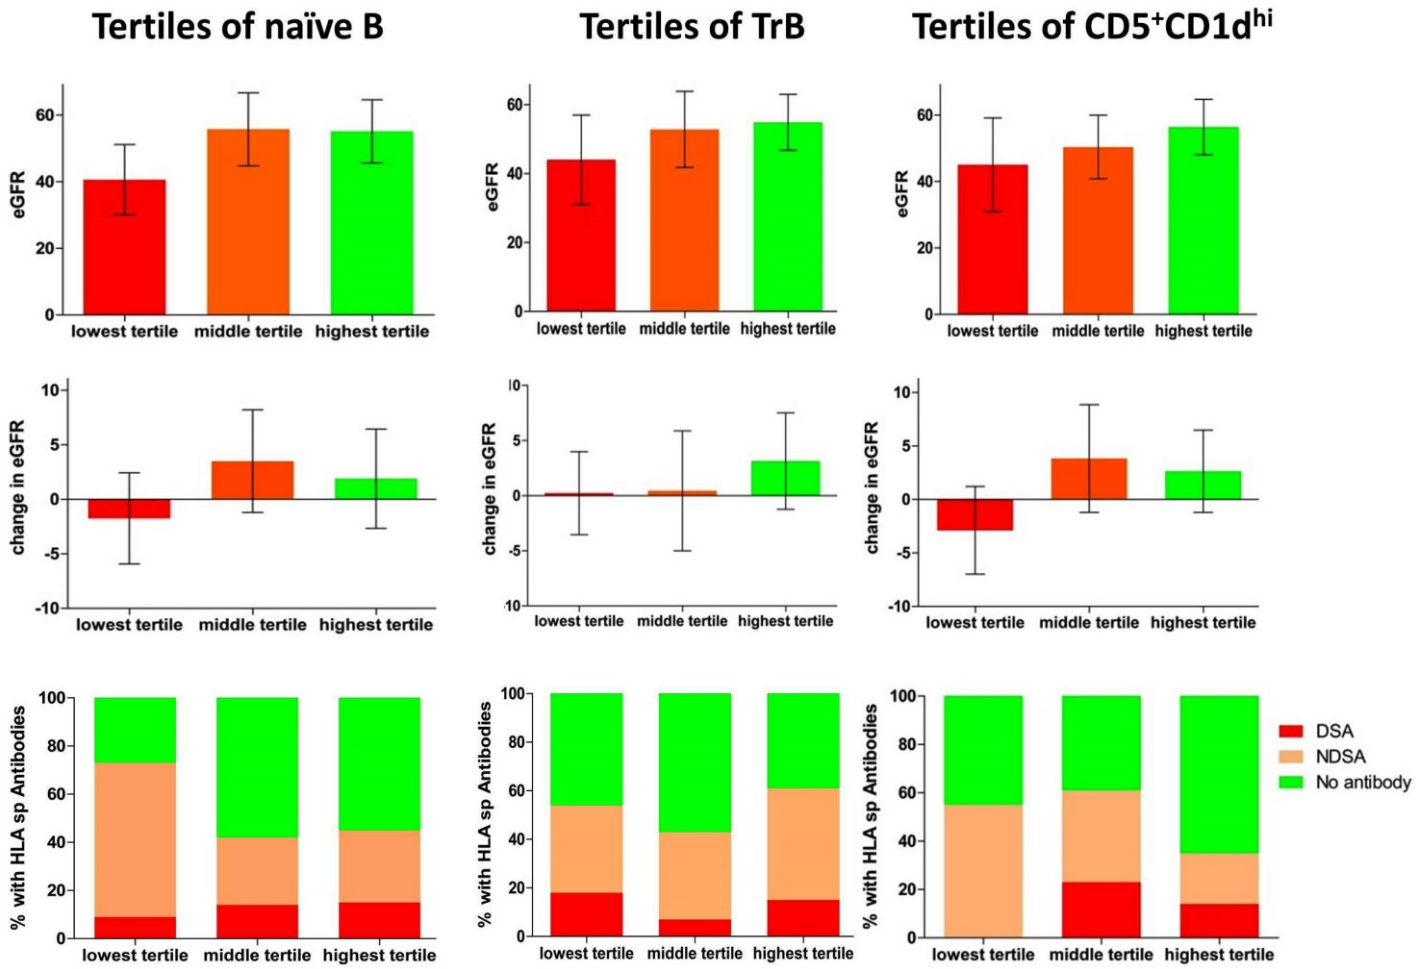 Tertiles of naïve B
Tertiles of TrB
Tertiles of CD5⁺CD1d^hi
eGFR
60
40
20
0
lowest tertile middle tertile highest tertile
eGFR
60
40
20
0
lowest tertile middle tertile highest tertile
eGFR
60
40
20
0
lowest tertile middle tertile highest tertile
change in eGFR
10
5
0
-5
-10
lowest tertile middle tertile highest tertile
change in eGFR
10
5
0
-5
10
lowest tertile middle tertile highest tertile
change in eGFR
10
5
0
-5
-10
lowest tertile middle tertile highest tertile
% with HLA sp Antibodies
100
80
60
40
20
0
lowest tertile middle tertile highest tertile
% with HLA sp Antibodies
100
80
60
40
20
0
lowest tertile middle tertile highest tertile
% with HLA sp Antibodies
100
80
60
40
20
0
lowest tertile middle tertile highest tertile
DSA
NDSA
No antibody